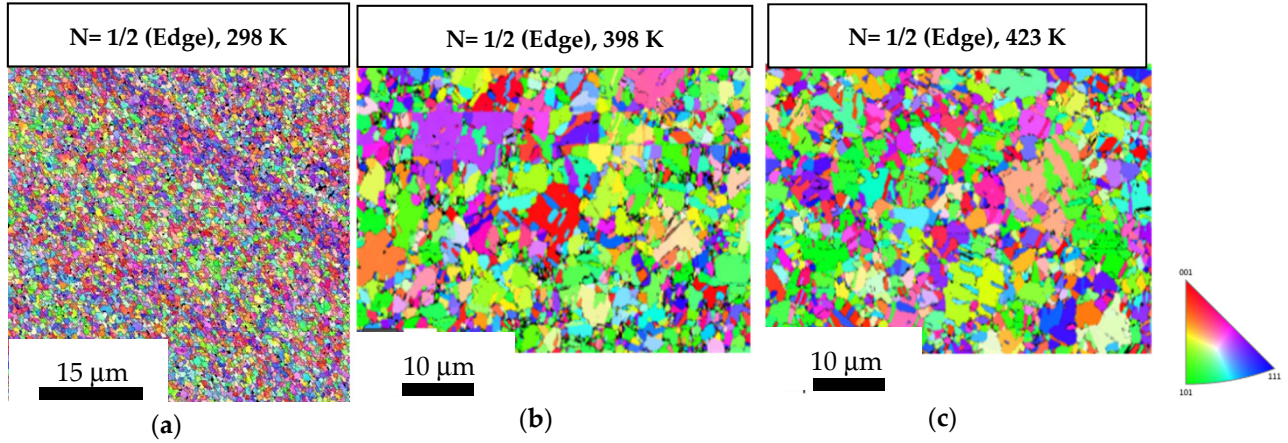 N= 1/2 (Edge), 298 K
N= 1/2 (Edge), 398 K
N= 1/2 (Edge), 423 K
001
101
111
15 µm
10 µm
10 µm
(a)
(b)
(c)